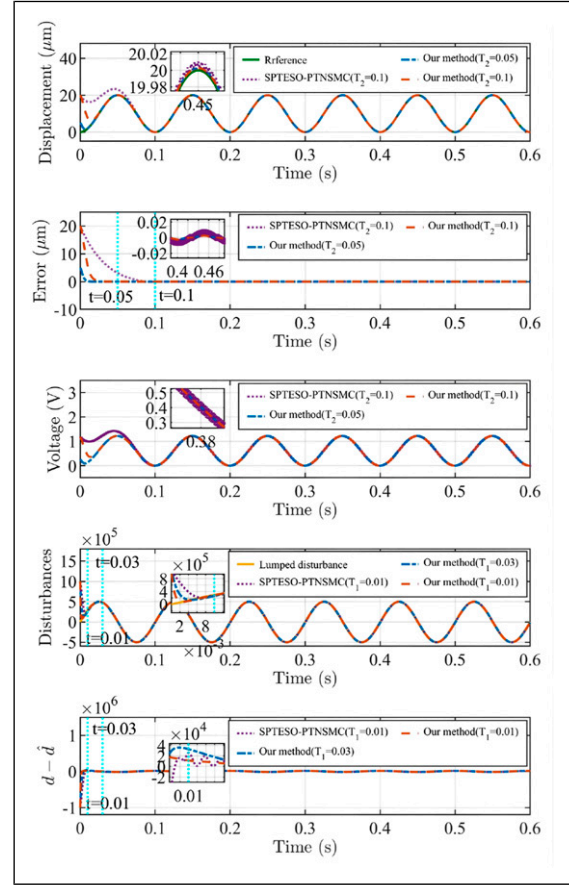 Displacement (μm)
40
20
0
20.02
20
19.98
0.45
Rrference
SPTESO-PTNSMC(T2=0.1)
Our method(T2=0.05)
Our method(T2=0.1)
0 0.1 0.2 0.3 0.4 0.5 0.6
Time (s)
Error (μm)
30
20
10
0
-10
0.02
0
-0.02
0.4 0.46
SPTESO-PTNSMC(T2=0.1)
Our method(T2=0.05)
Our method(T2=0.1)
t=0.05
t=0.1
0 0.1 0.2 0.3 0.4 0.5 0.6
Time (s)
Voltage (V)
3
2
1
0
0.5
0.4
0.3
0.38
SPTESO-PTNSMC(T2=0.1)
Our method(T2=0.05)
Our method(T2=0.1)
0 0.1 0.2 0.3 0.4 0.5 0.6
Time (s)
×10^5
Disturbances
15
10
5
0
-5
t=0.03
t=0.01
×10^5
8
4
0
2 8
×10^-3
Lumped disturbance
SPTESO-PTNSMC(T1=0.01)
Our method(T1=0.03)
Our method(T1=0.01)
0 0.1 0.2 0.3 0.4 0.5 0.6
Time (s)
×10^6
d − d̂
1
0
-1
t=0.03
t=0.01
×10^4
4
2
0
-2
0.01
SPTESO-PTNSMC(T1=0.01)
Our method(T1=0.03)
Our method(T1=0.01)
0 0.1 0.2 0.3 0.4 0.5 0.6
Time (s)